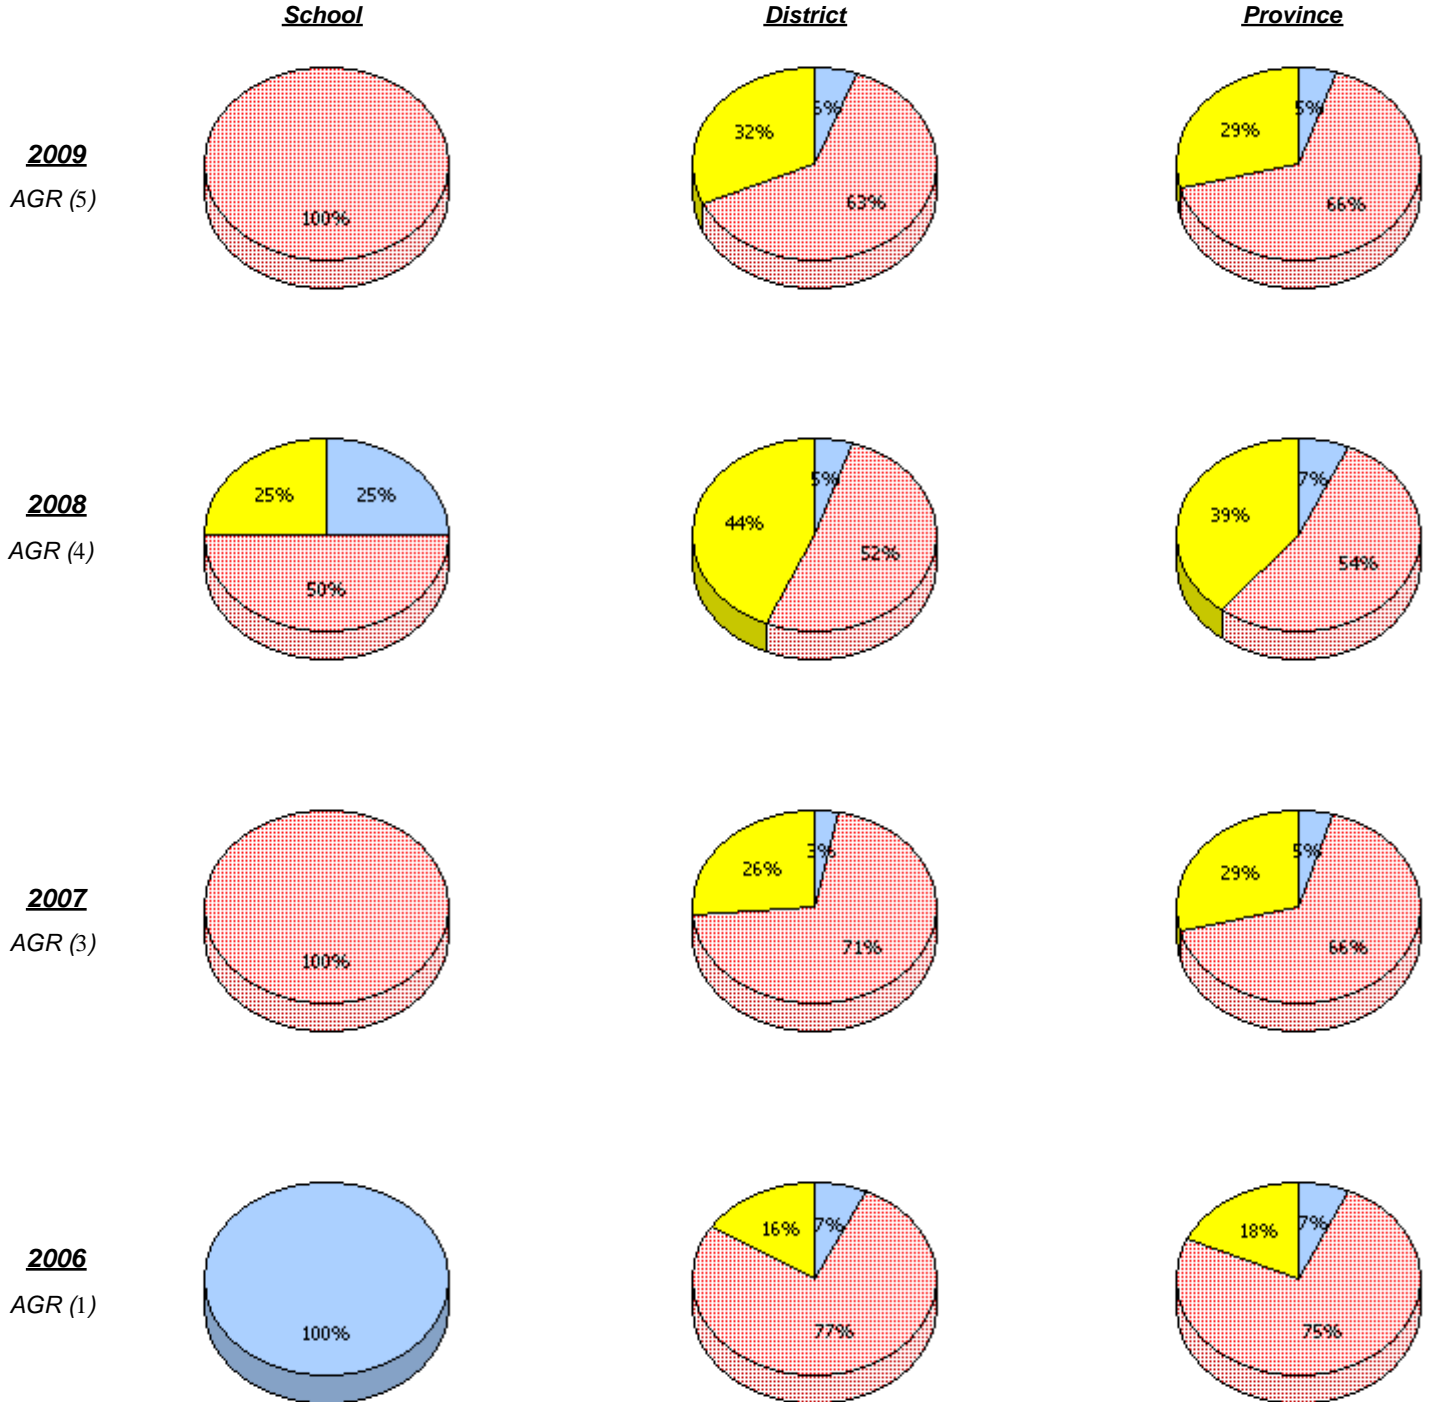 School District Province
2009
AGR (5)
100%
32% 5% 63%
29% 5% 66%
2008
AGR (4)
25% 25% 50%
44% 5% 52%
39% 7% 54%
2007
AGR (3)
100%
26% 3% 71%
29% 5% 66%
2006
AGR (1)
100%
16% 7% 77%
18% 7% 75%